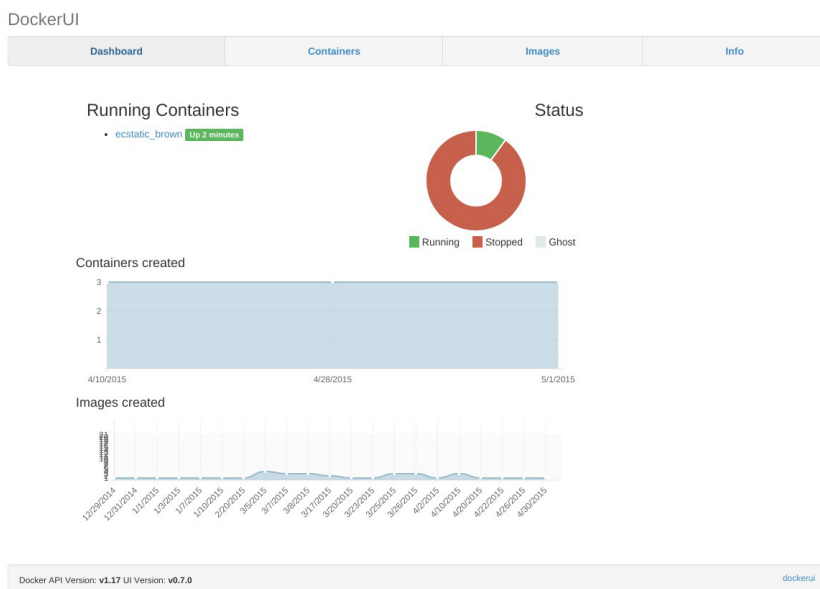 DockerUI
Dashboard Containers Images Info
Running Containers
ecstatic_brown Up 2 minutes
Status
Running Stopped Ghost
Containers created
3
2
1
4/10/2015 4/28/2015 5/1/2015
Images created
12/29/2014 12/31/2014 1/1/2015 1/3/2015 1/7/2015 1/10/2015 2/20/2015 3/5/2015 3/7/2015 3/8/2015 3/17/2015 3/20/2015 3/23/2015 3/25/2015 3/26/2015 4/2/2015 4/10/2015 4/20/2015 4/22/2015 4/26/2015 4/30/2015
Docker API Version: v1.17 UI Version: v0.7.0 dockerui